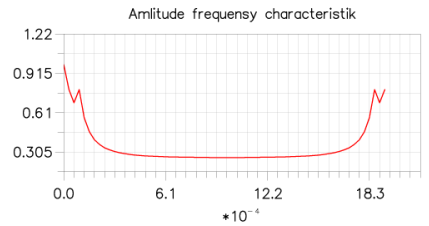 Amlitude frequensy characteristik
1.22
0.915
0.61
0.305
0.0 6.1 12.2 18.3
*10⁻⁴